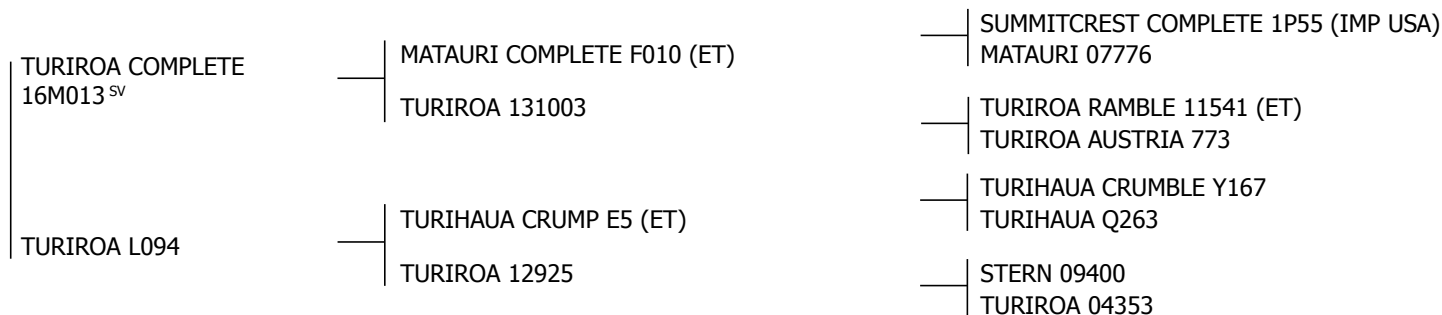 TURIROA COMPLETE
16M013 SV
TURIROA L094
MATAURI COMPLETE F010 (ET)
TURIROA 131003
TURIHAUA CRUMP E5 (ET)
TURIROA 12925
SUMMITCREST COMPLETE 1P55 (IMP USA)
MATAURI 07776
TURIROA RAMBLE 11541 (ET)
TURIROA AUSTRIA 773
TURIHAUA CRUMBLE Y167
TURIHAUA Q263
STERN 09400
TURIROA 04353